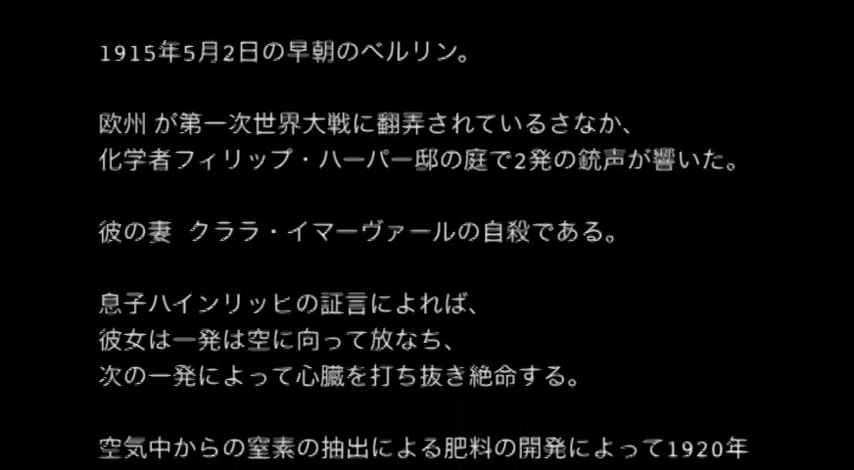 1915年5月2日の早朝のベルリン。
欧州 が第一次世界大戦に翻弄されているさなか、
化学者フィリップ・ハーパー邸の庭で2発の銃声が響いた。
彼の妻 クララ・イマーヴァールの自殺である。
息子ハインリッヒの証言によれば、
彼女は一発は空に向って放なち、
次の一発によって心臓を打ち抜き絶命する。
空気中からの窒素の抽出による肥料の開発によって1920年